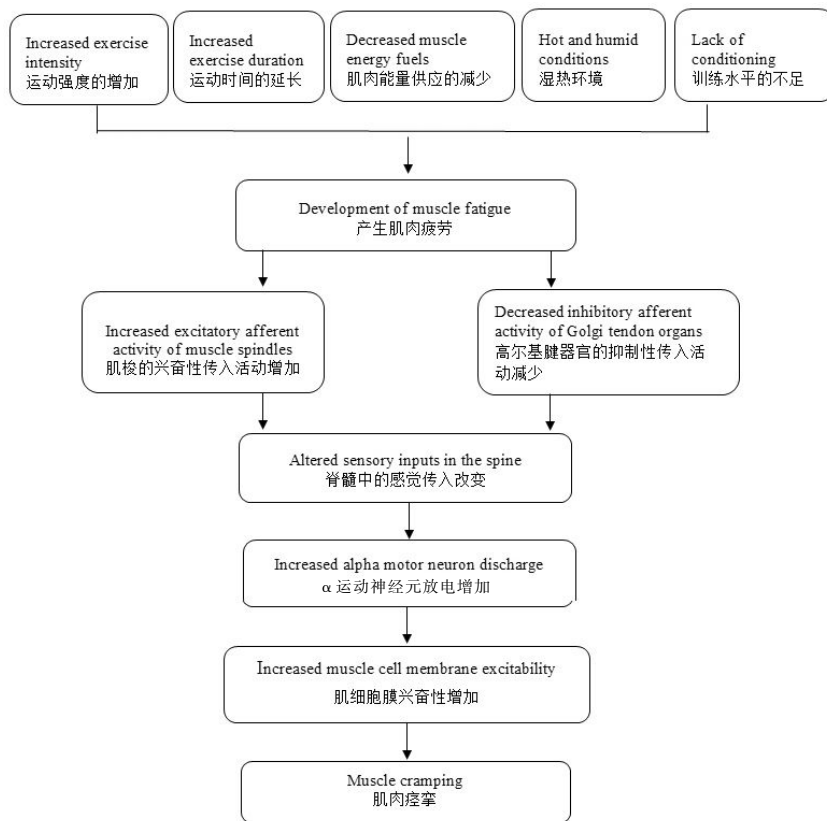 Increased exercise
intensity
运动强度的增加
Increased
exercise duration
运动时间的延长
Decreased muscle
energy fuels
肌肉能量供应的减少
Hot and humid
conditions
湿热环境
Lack of
conditioning
训练水平的不足
Development of muscle fatigue
产生肌肉疲劳
Increased excitatory afferent
activity of muscle spindles
肌梭的兴奋性传入活动增加
Decreased inhibitory afferent
activity of Golgi tendon organs
高尔基腱器官的抑制性传入活
动减少
Altered sensory inputs in the spine
脊髓中的感觉传入改变
Increased alpha motor neuron discharge
α 运动神经元放电增加
Increased muscle cell membrane excitability
肌细胞膜兴奋性增加
Muscle cramping
肌肉痉挛